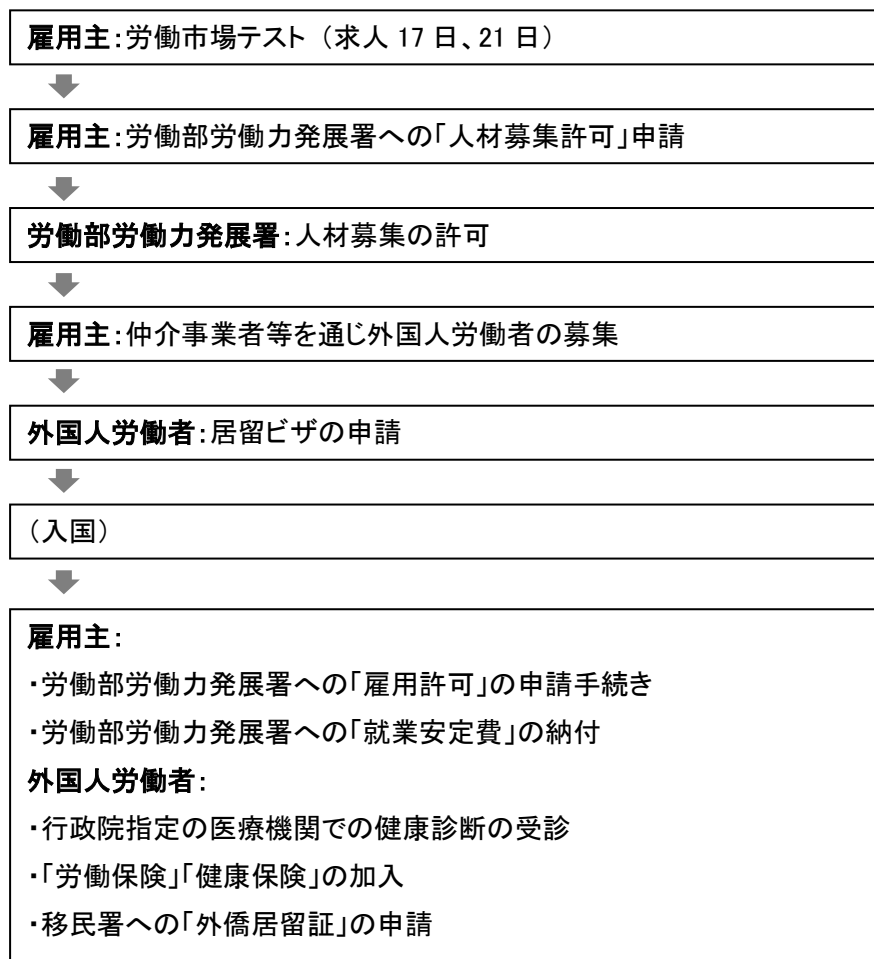 雇用主：労働市場テスト（求人 17 日、21 日）
雇用主：労働部労働力発展署への「人材募集許可」申請
労働部労働力発展署：人材募集の許可
雇用主：仲介事業者等を通じ外国人労働者の募集
外国人労働者：居留ビザの申請
（入国）
雇用主：
・労働部労働力発展署への「雇用許可」の申請手続き
・労働部労働力発展署への「就業安定費」の納付
外国人労働者：
・行政院指定の医療機関での健康診断の受診
・「労働保険」「健康保険」の加入
・移民署への「外僑居留証」の申請